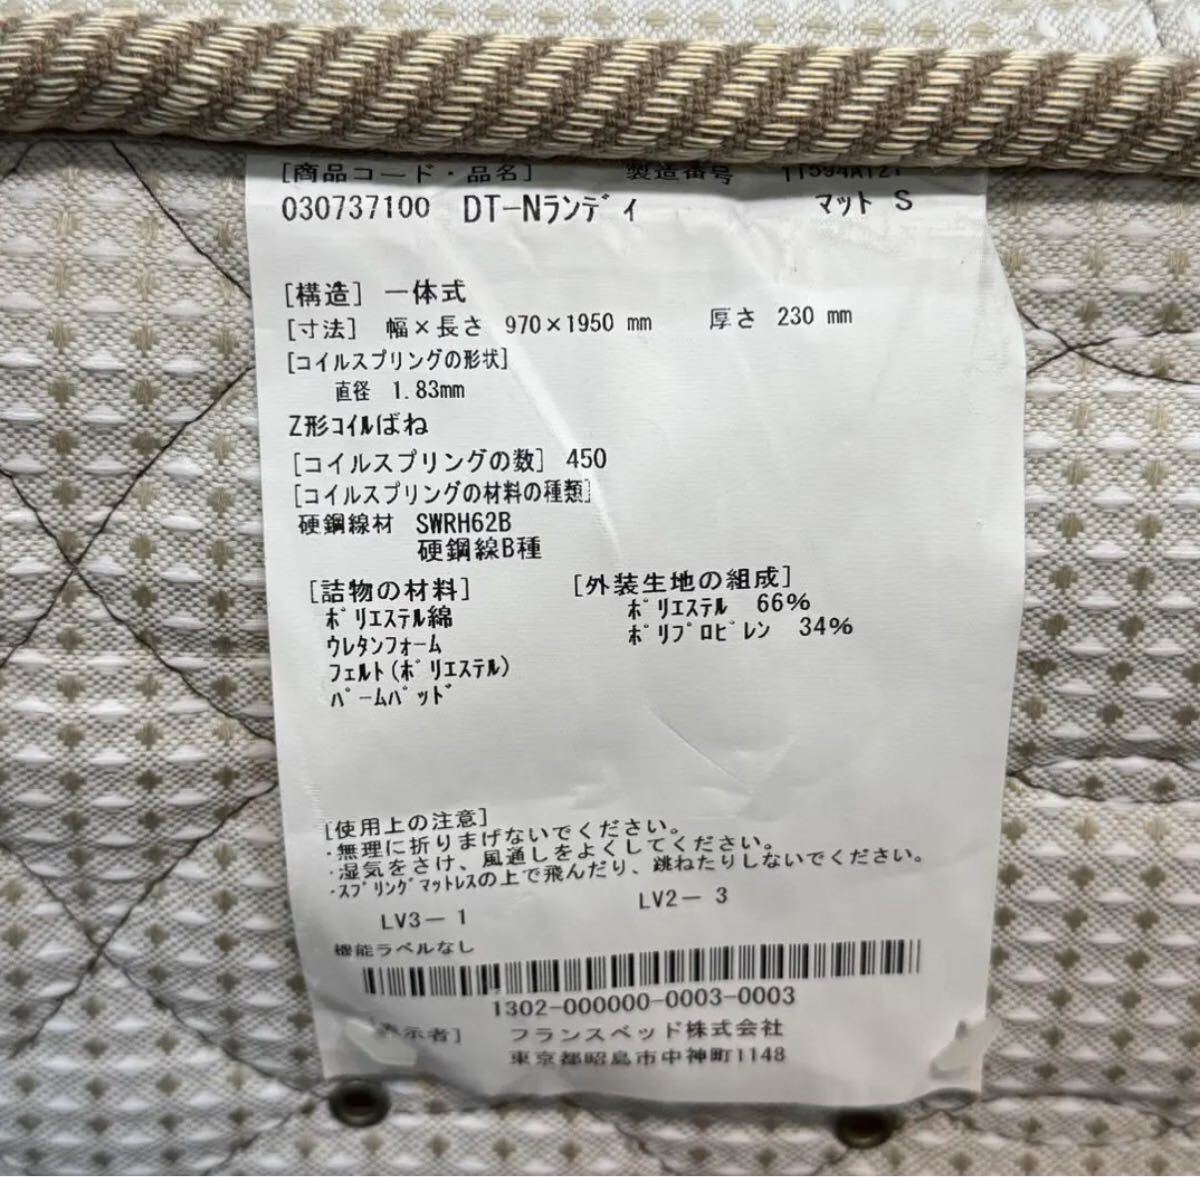 [商品コード・品名] 製造番号
030737100 DT-Nランディ マット S
[構造] 一体式
[寸法] 幅×長さ 970×1950 mm 厚さ 230 mm
[コイルスプリングの形状]
直径 1.83mm
Z形コイルばね
[コイルスプリングの数] 450
[コイルスプリングの材料の種類]
硬鋼線材 SWRH62B
硬鋼線B種
[詰物の材料] [外装生地の組成]
ポリエステル綿 ポリエステル 66%
ウレタンフォーム ポリプロピレン 34%
フェルト(ポリエステル)
パームパッド
[使用上の注意]
・無理に折りまげないでください。
・湿気をさけ、風通しをよくしてください。
・スプリングマットレスの上で飛んだり、跳ねたりしないでください。
LV3-1 LV2-3
機能ラベルなし
1302-000000-0003-0003
[表示者] フランスベッド株式会社
東京都昭島市中神町1148